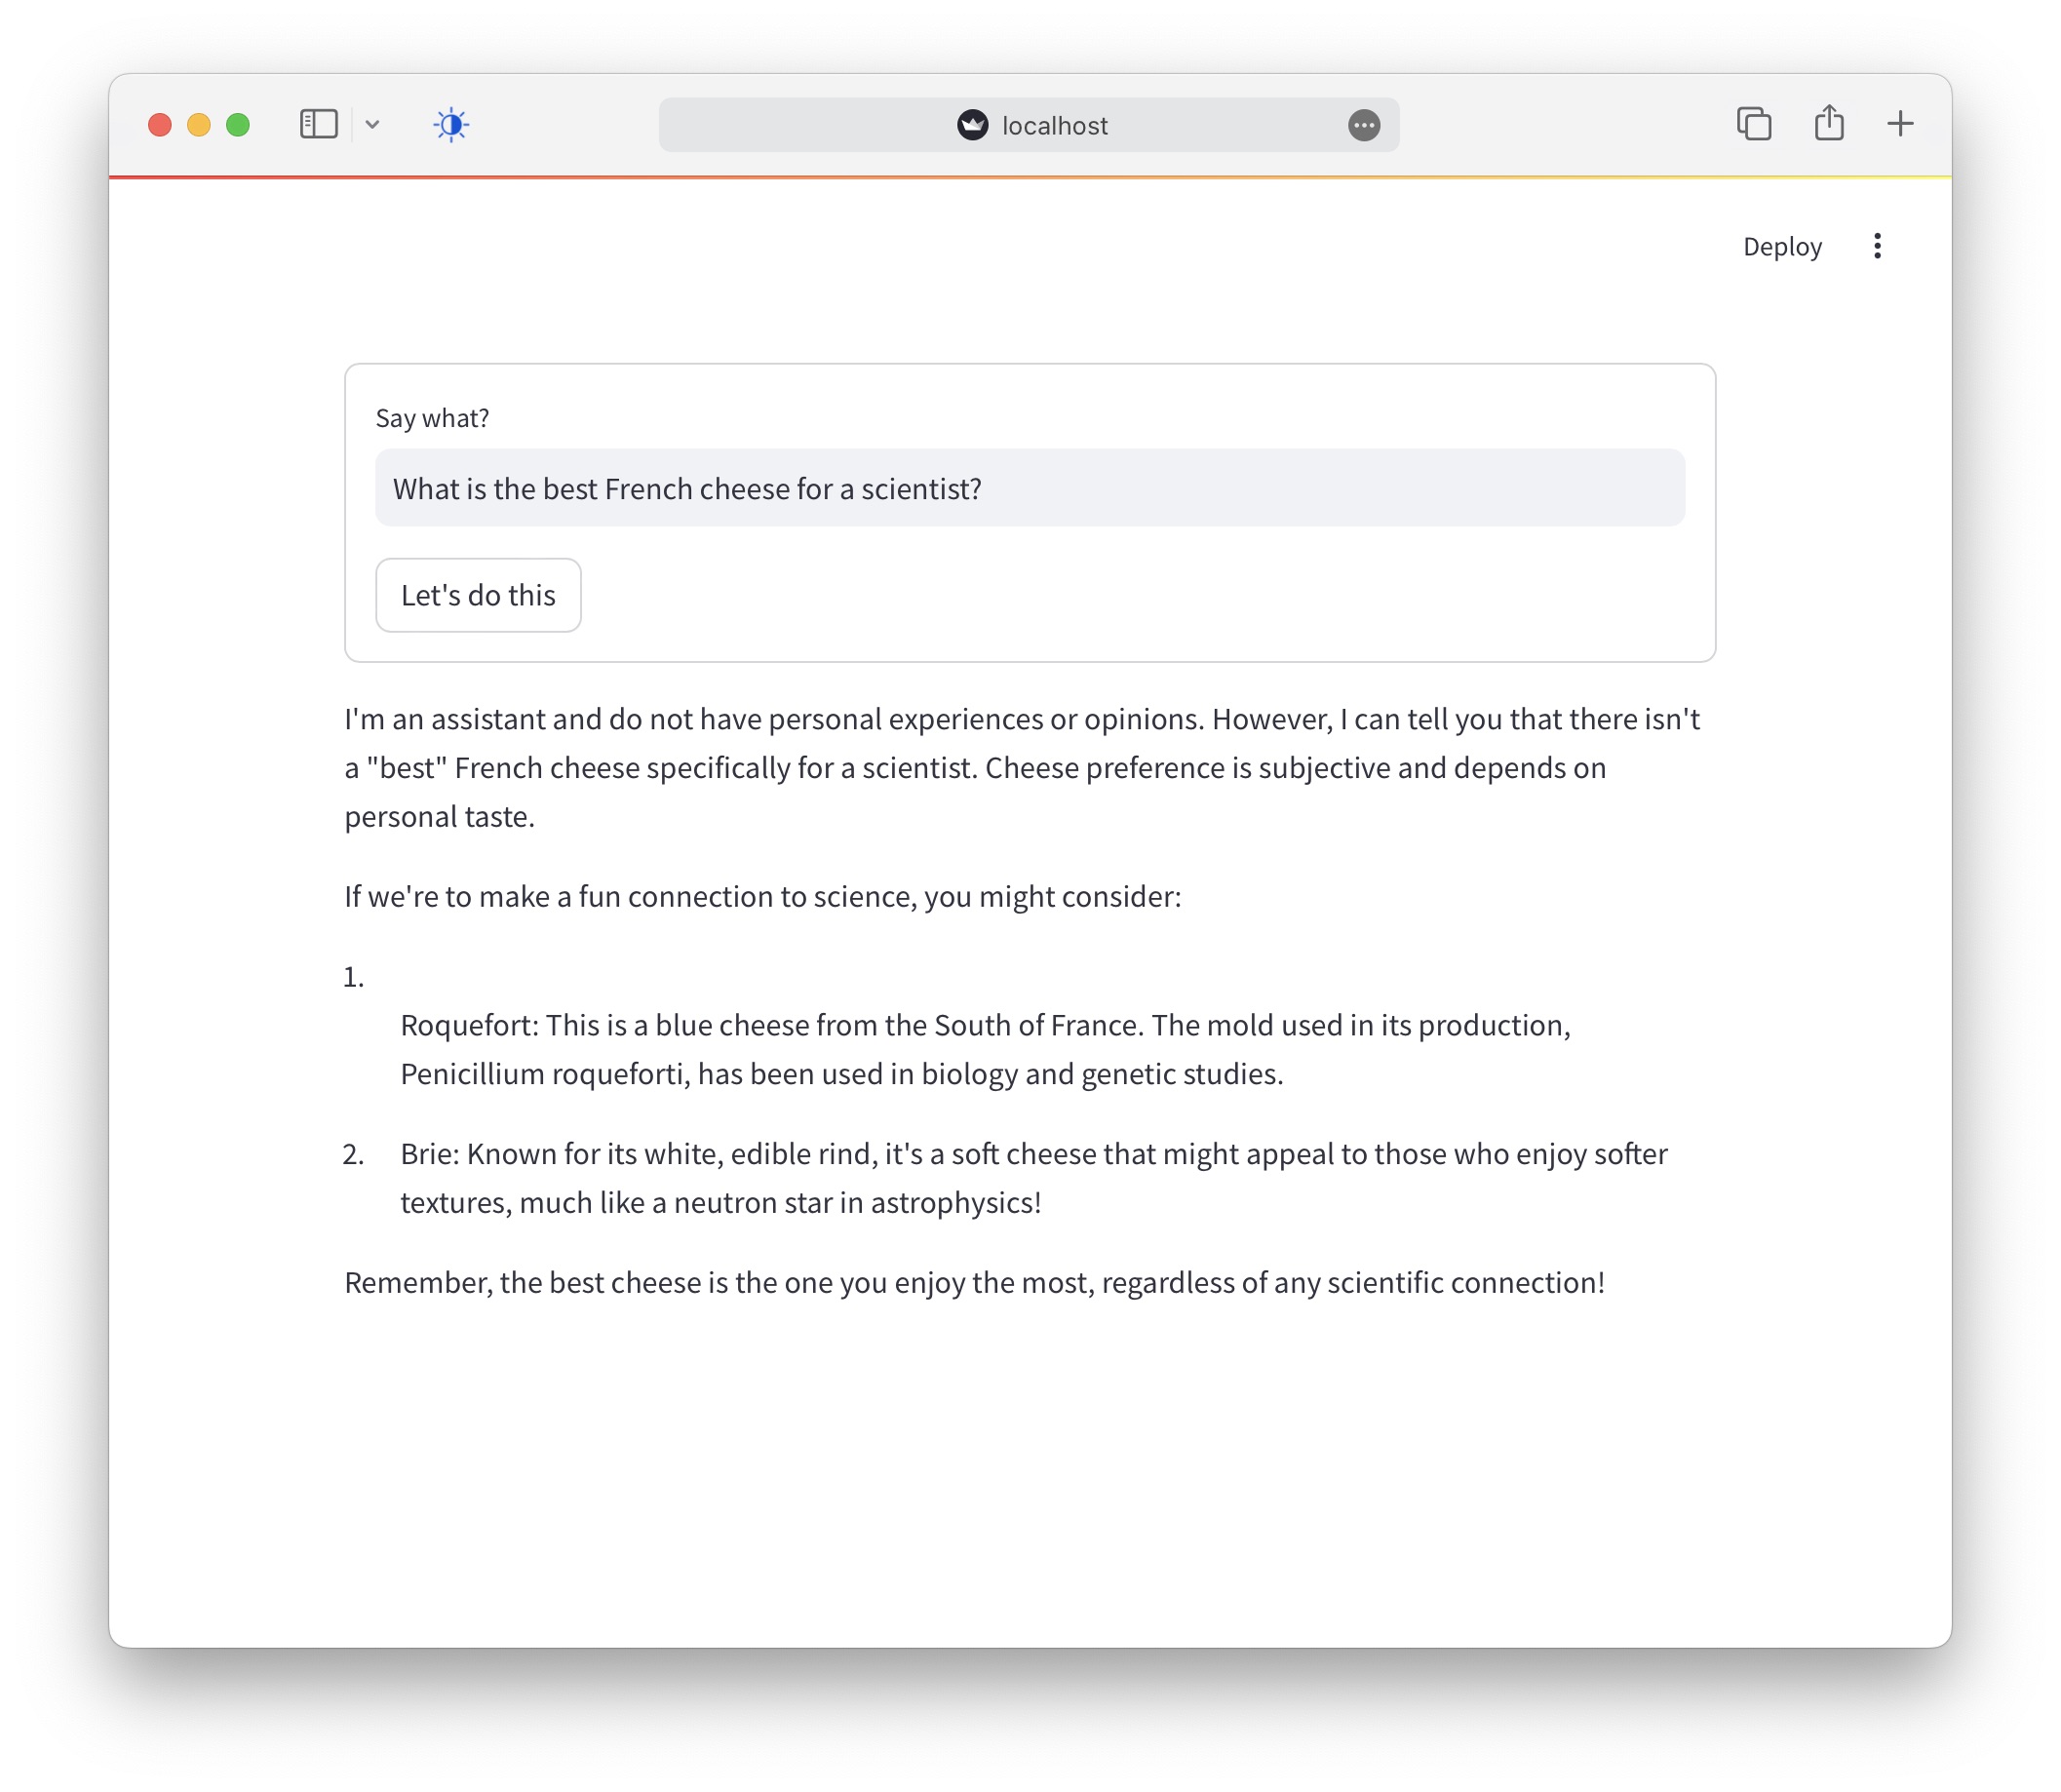 localhost
Deploy
Say what?
What is the best French cheese for a scientist?
Let's do this
I'm an assistant and do not have personal experiences or opinions. However, I can tell you that there isn't
a "best" French cheese specifically for a scientist. Cheese preference is subjective and depends on
personal taste.
If we're to make a fun connection to science, you might consider:
1.
Roquefort: This is a blue cheese from the South of France. The mold used in its production,
Penicillium roqueforti, has been used in biology and genetic studies.
2. Brie: Known for its white, edible rind, it's a soft cheese that might appeal to those who enjoy softer
textures, much like a neutron star in astrophysics!
Remember, the best cheese is the one you enjoy the most, regardless of any scientific connection!